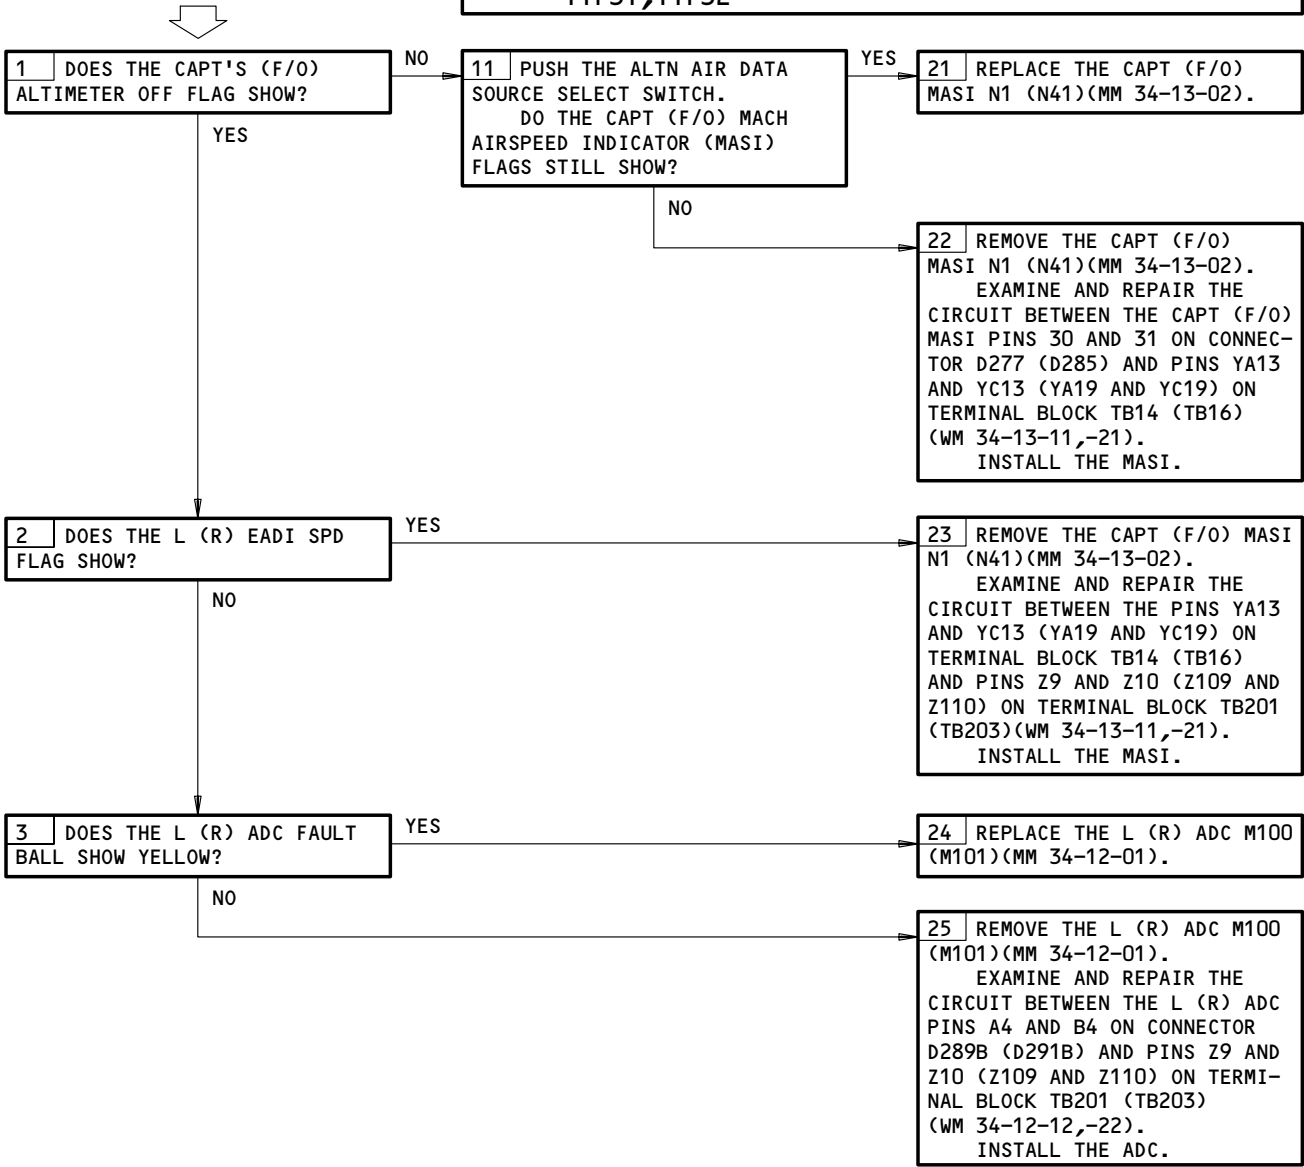 1 DOES THE CAPT'S (F/O)
ALTIMETER OFF FLAG SHOW?
NO
YES
11 PUSH THE ALTN AIR DATA
SOURCE SELECT SWITCH.
DO THE CAPT (F/O) MACH
AIRSPEED INDICATOR (MASI)
FLAGS STILL SHOW?
YES
NO
21 REPLACE THE CAPT (F/O)
MASI N1 (N41)(MM 34-13-02).
22 REMOVE THE CAPT (F/O)
MASI N1 (N41)(MM 34-13-02).
EXAMINE AND REPAIR THE
CIRCUIT BETWEEN THE CAPT (F/O)
MASI PINS 30 AND 31 ON CONNEC-
TOR D277 (D285) AND PINS YA13
AND YC13 (YA19 AND YC19) ON
TERMINAL BLOCK TB14 (TB16)
(WM 34-13-11,-21).
INSTALL THE MASI.
2 DOES THE L (R) EADI SPD
FLAG SHOW?
YES
NO
23 REMOVE THE CAPT (F/O) MASI
N1 (N41)(MM 34-13-02).
EXAMINE AND REPAIR THE
CIRCUIT BETWEEN THE PINS YA13
AND YC13 (YA19 AND YC19) ON
TERMINAL BLOCK TB14 (TB16)
AND PINS Z9 AND Z10 (Z109 AND
Z110) ON TERMINAL BLOCK TB201
(TB203)(WM 34-13-11,-21).
INSTALL THE MASI.
3 DOES THE L (R) ADC FAULT
BALL SHOW YELLOW?
YES
NO
24 REPLACE THE L (R) ADC M100
(M101)(MM 34-12-01).
25 REMOVE THE L (R) ADC M100
(M101)(MM 34-12-01).
EXAMINE AND REPAIR THE
CIRCUIT BETWEEN THE L (R) ADC
PINS A4 AND B4 ON CONNECTOR
D289B (D291B) AND PINS Z9 AND
Z10 (Z109 AND Z110) ON TERMI-
NAL BLOCK TB201 (TB203)
(WM 34-12-12,-22).
INSTALL THE ADC.